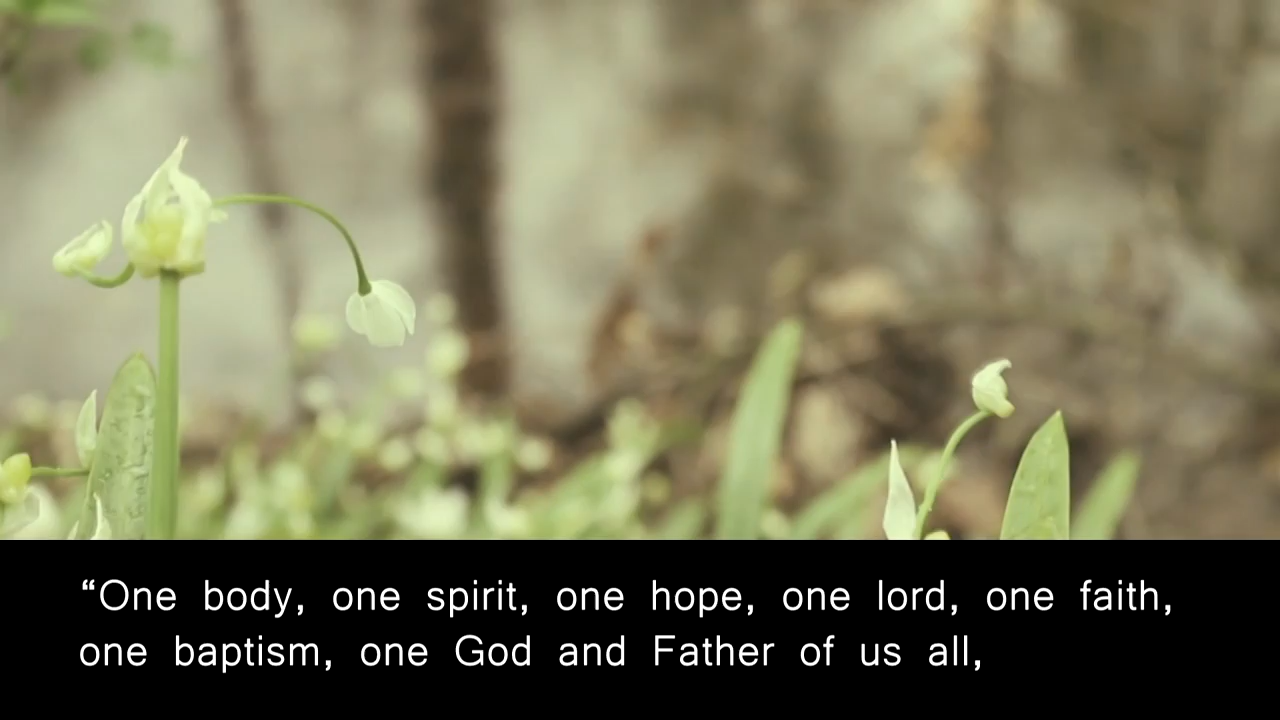 “One body, one spirit, one hope, one lord, one faith,
one baptism, one God and Father of us all,